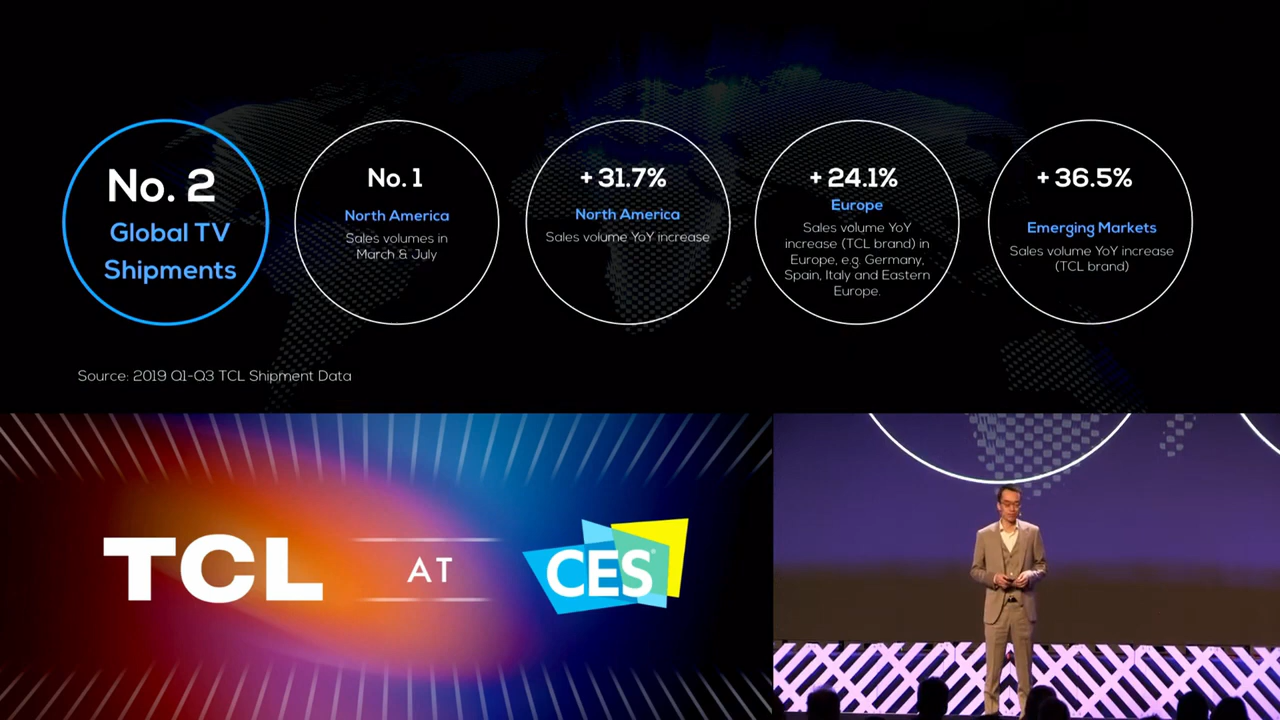 No. 2
Global TV
Shipments
No. 1
North America
Sales volumes in
March & July
+ 31.7%
North America
Sales volume YoY increase
+ 24.1%
Europe
Sales volume YoY
increase (TCL brand) in
Europe, e.g. Germany,
Spain, Italy and Eastern
Europe.
+ 36.5%
Emerging Markets
Sales volume YoY increase
(TCL brand)
Source: 2019 Q1-Q3 TCL Shipment Data
TCL AT CES®